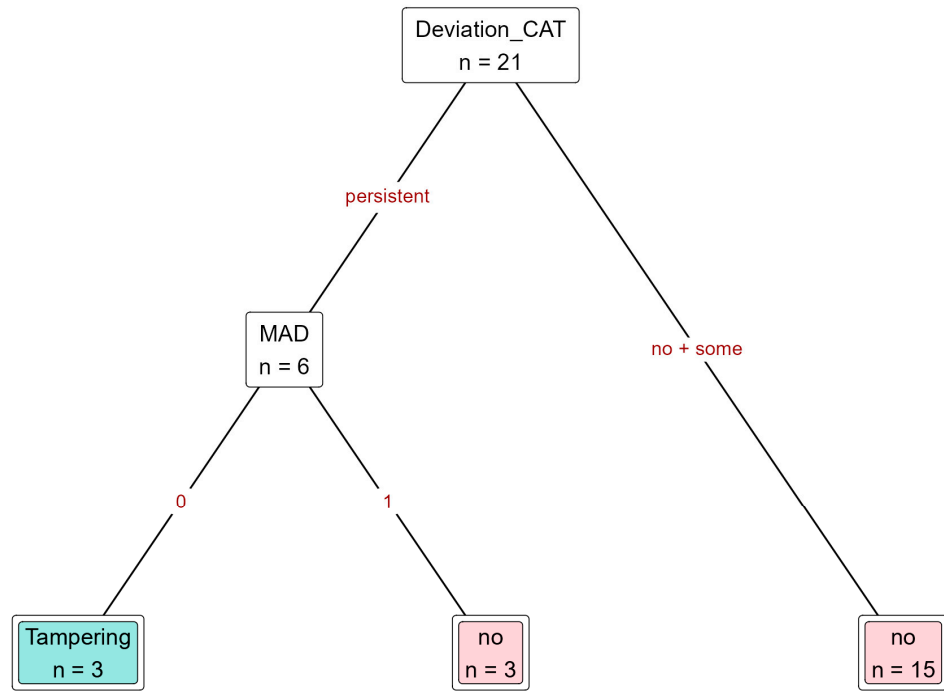 Deviation_CAT
n = 21
persistent
MAD
n = 6
no + some
0
1
Tampering
n = 3
no
n = 3
no
n = 15